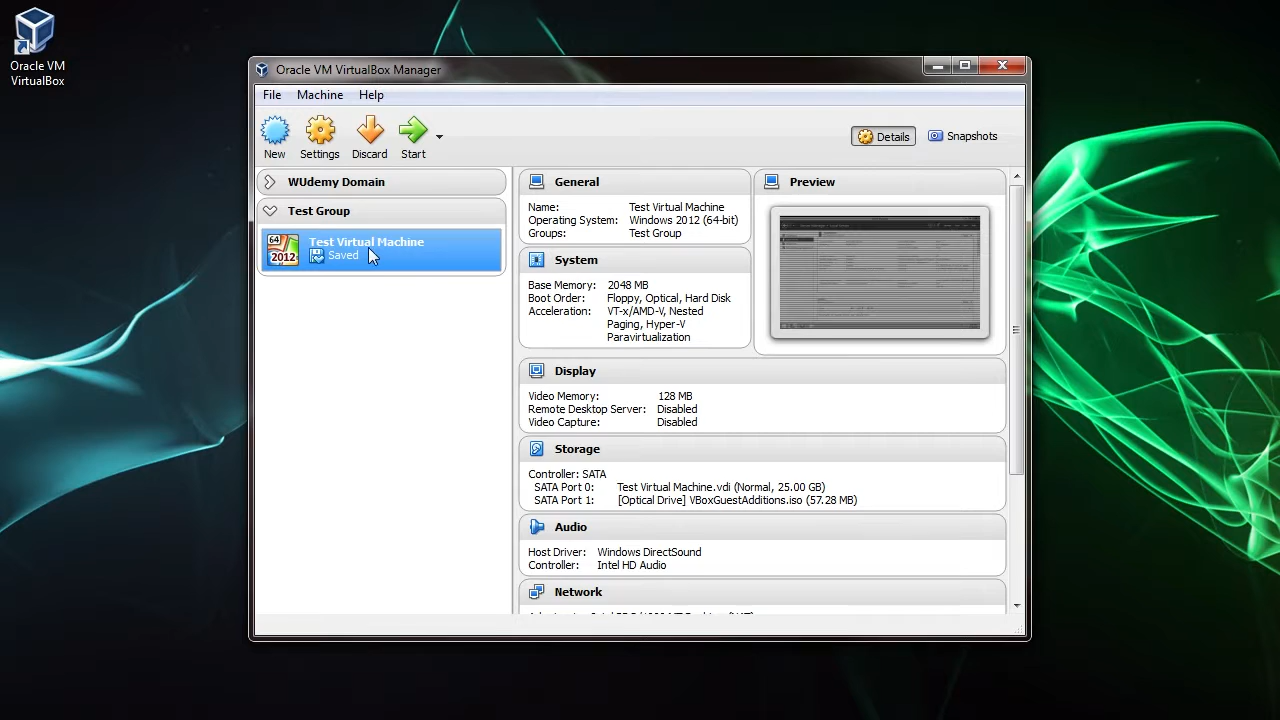 Oracle VM
VirtualBox
Oracle VM VirtualBox Manager
File Machine Help
New Settings Discard Start
Details Snapshots
WUdemy Domain
Test Group
64
2012
Test Virtual Machine
Saved
General
Name: Test Virtual Machine
Operating System: Windows 2012 (64-bit)
Groups: Test Group
Preview
System
Base Memory: 2048 MB
Boot Order: Floppy, Optical, Hard Disk
Acceleration: VT-x/AMD-V, Nested
Paging, Hyper-V
Paravirtualization
Display
Video Memory: 128 MB
Remote Desktop Server: Disabled
Video Capture: Disabled
Storage
Controller: SATA
SATA Port 0: Test Virtual Machine.vdi (Normal, 25.00 GB)
SATA Port 1: [Optical Drive] VBoxGuestAdditions.iso (57.28 MB)
Audio
Host Driver: Windows DirectSound
Controller: Intel HD Audio
Network